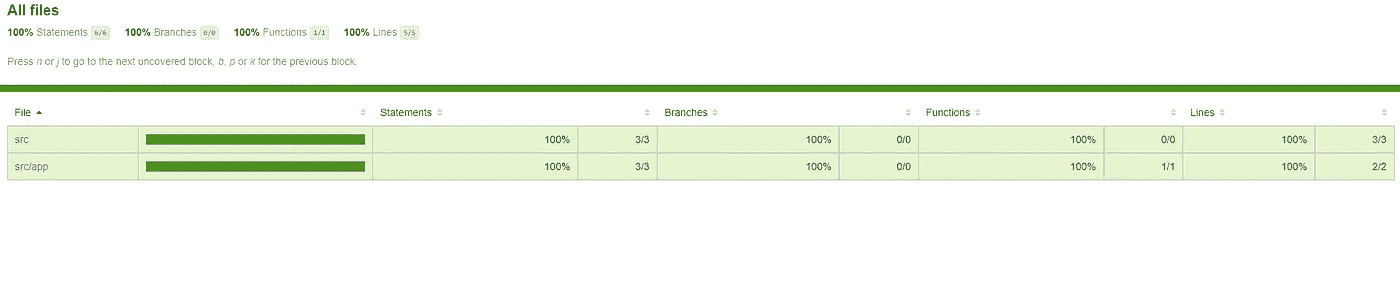 All files
100% Statements 6/6 100% Branches 0/0 100% Functions 1/1 100% Lines 5/5
Press n or j to go to the next uncovered block, b, p or k for the previous block.
File Statements Branches Functions Lines
src 100% 3/3 100% 0/0 100% 0/0 100% 3/3
src/app 100% 3/3 100% 0/0 100% 1/1 100% 2/2